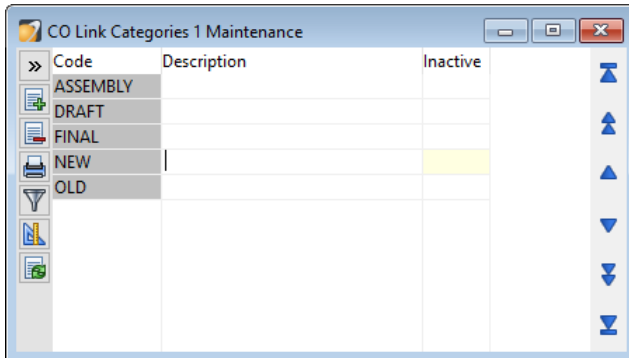 CO Link Categories 1 Maintenance
Code Description Inactive
ASSEMBLY
DRAFT
FINAL
NEW
OLD